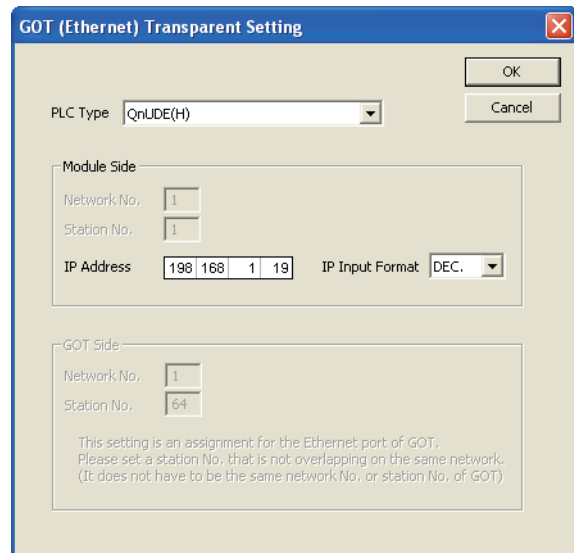 GOT (Ethernet) Transparent Setting
OK
PLC Type QnUDE(H)
Cancel
Module Side
Network No. 1
Station No. 1
IP Address 198 168 1 19 IP Input Format DEC.
GOT Side
Network No. 1
Station No. 64
This setting is an assignment for the Ethernet port of GOT.
Please set a station No. that is not overlapping on the same network.
(It does not have to be the same network No. or station No. of GOT)